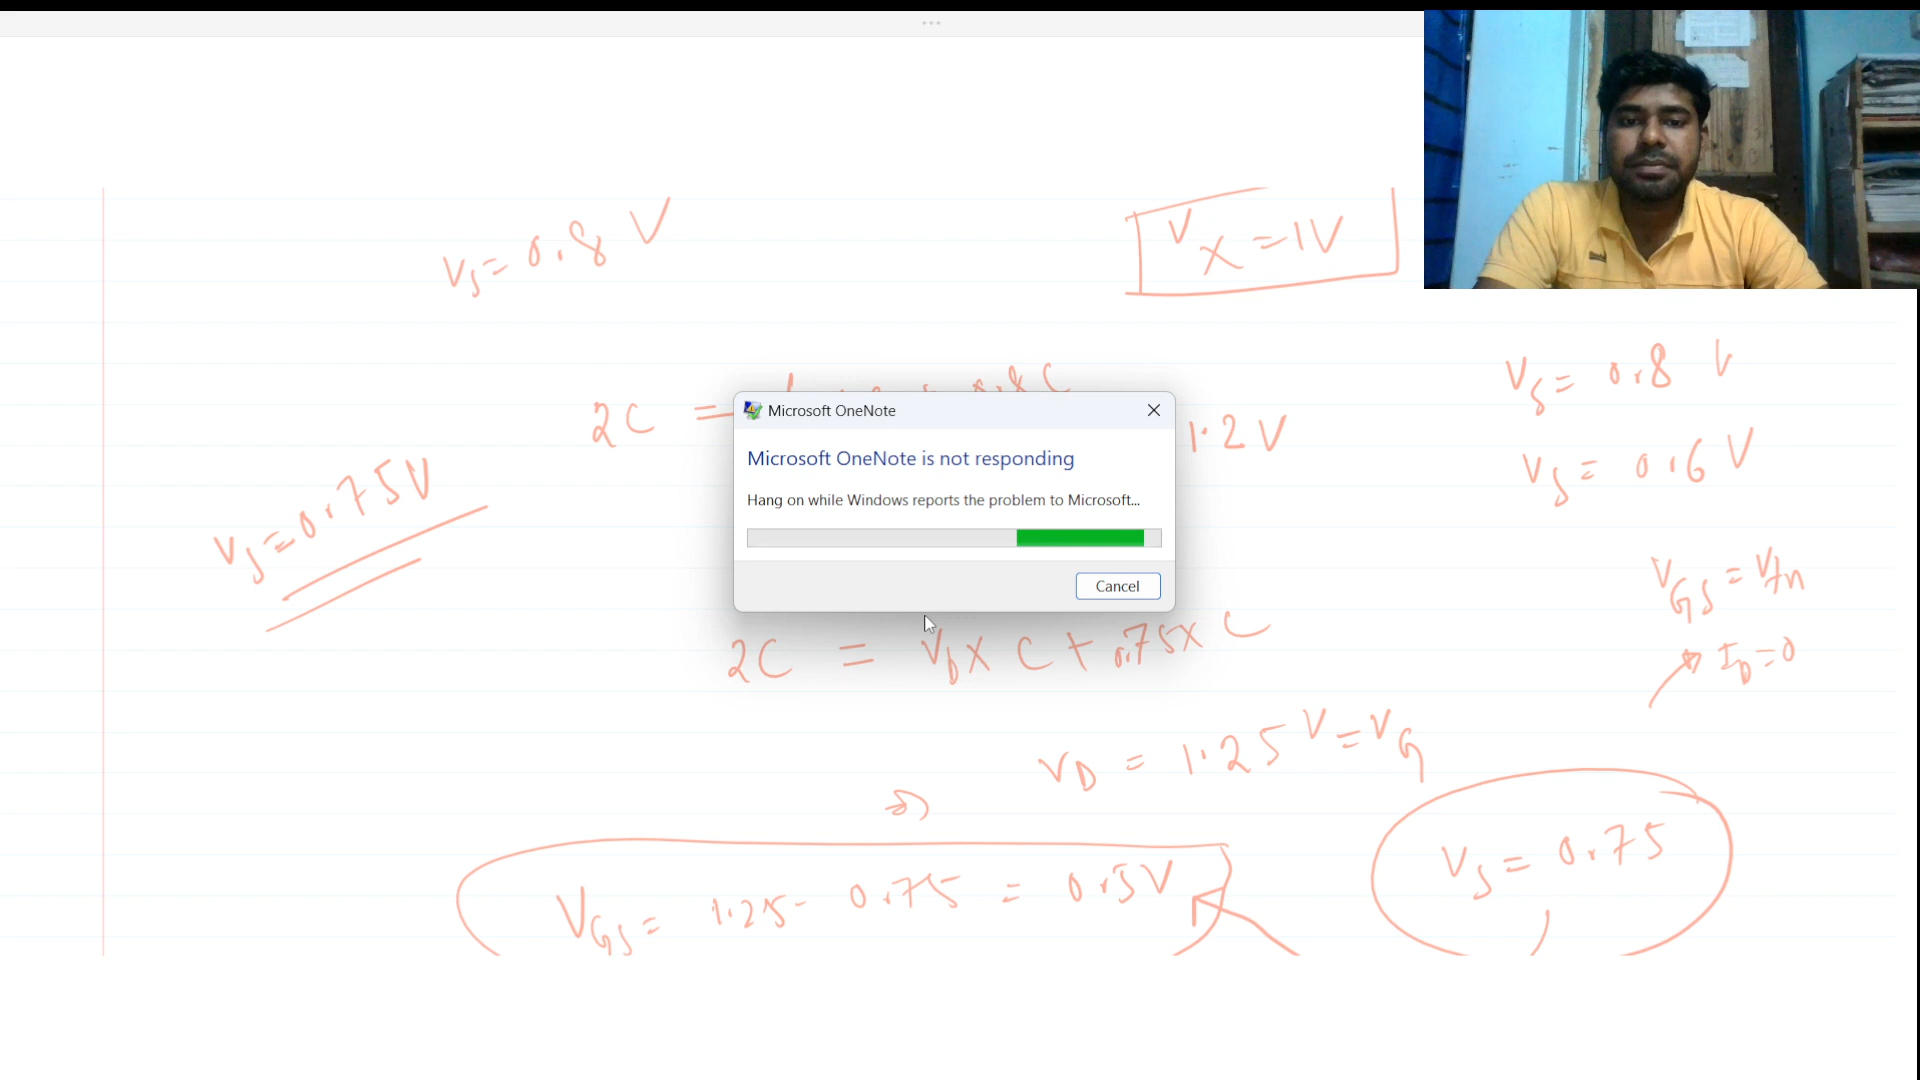 Vs = 0.8 V
Vx = 1V
Vs = 0.8 V
2C =
0.8 C
1.2 V
Microsoft OneNote
Microsoft OneNote is not responding
Hang on while Windows reports the problem to Microsoft...
Cancel
Vs = 0.6 V
Vs = 0.75V
VGS = VTn
ID = 0
2C = VD x C + 0.75 x C
VD = 1.25 V = VG
Vs = 0.75
VGS = 1.25 - 0.75 = 0.5V